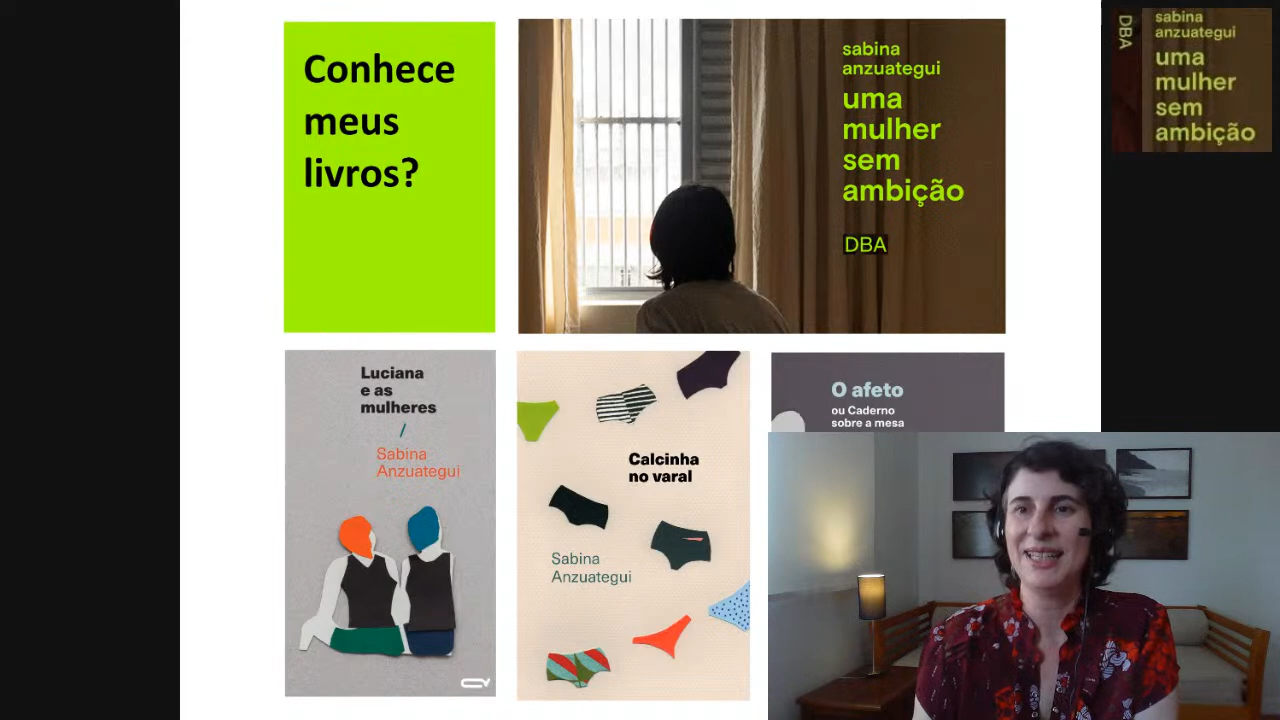 Conhece
meus
livros?
sabina
anzuategui
uma
mulher
sem
ambição
DBA
DBA
sabina
anzuategui
uma
mulher
sem
ambição
Luciana
e as
mulheres
/
Sabina
Anzuategui
Calcinha
no varal
Sabina
Anzuategui
O afeto
ou Caderno
sobre a mesa